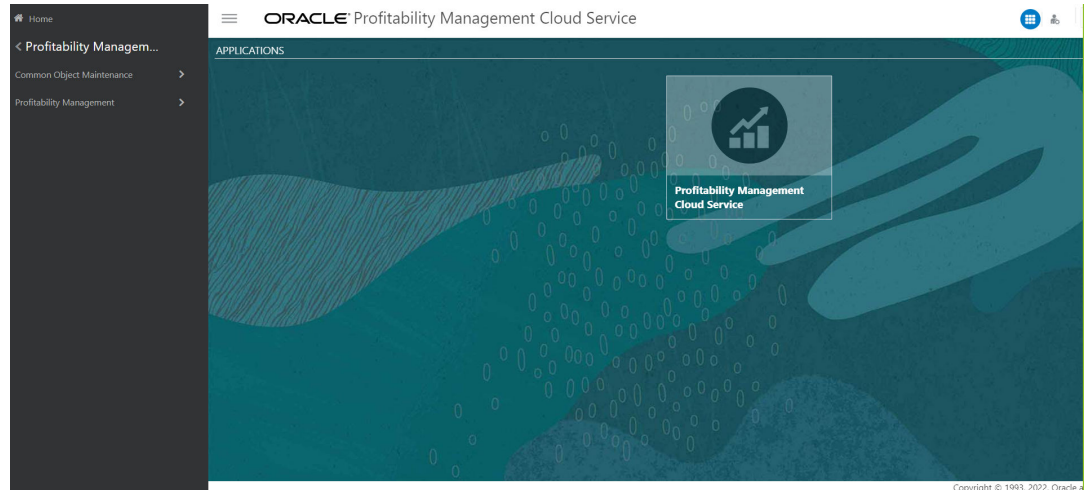 Home
ORACLE® Profitability Management Cloud Service
< Profitability Managem...
Common Object Maintenance >
Profitability Management >
APPLICATIONS
Profitability Management
Cloud Service
Copyright © 1993, 2022, Oracle a